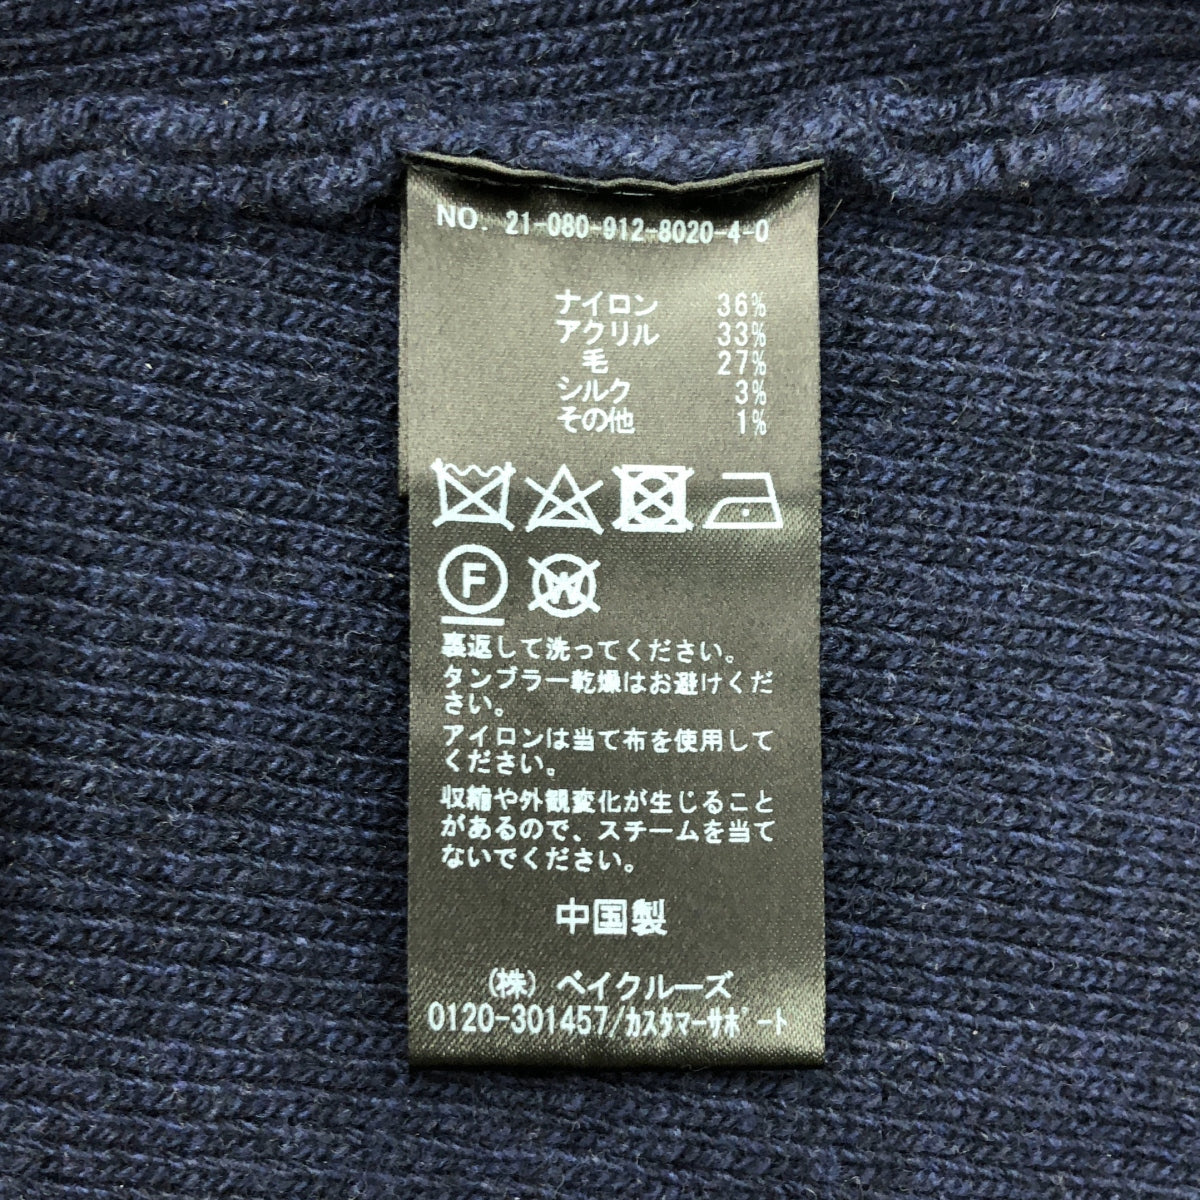 NO. 21-080-912-8020-4-0
ナイロン 36%
アクリル 33%
毛 27%
シルク 3%
その他 1%
F W
裏返して洗ってください。
タンブラー乾燥はお避けくだ
さい。
アイロンは当て布を使用して
ください。
収縮や外観変化が生じること
があるので、スチームを当て
ないでください。
中国製
(株) ベイクルーズ
0120-301457/ｶｽﾀﾏｰｻﾎﾟｰﾄ